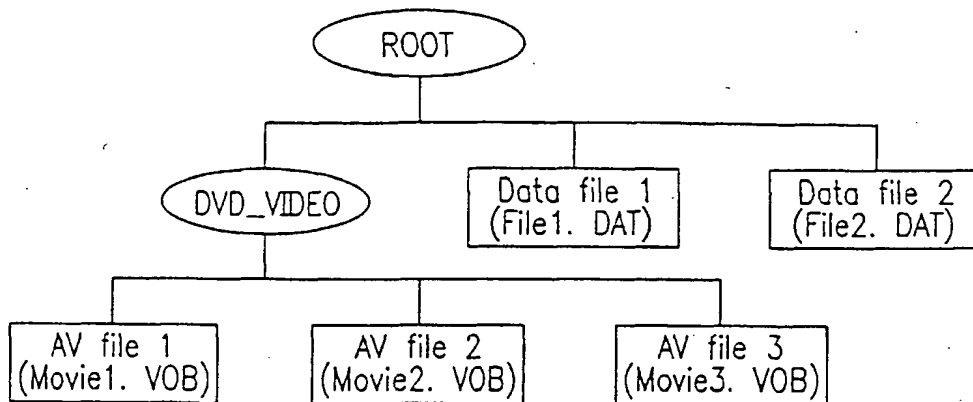 ROOT
DVD_VIDEO
Data file 1
(File1. DAT)
Data file 2
(File2. DAT)
AV file 1
(Movie1. VOB)
AV file 2
(Movie2. VOB)
AV file 3
(Movie3. VOB)